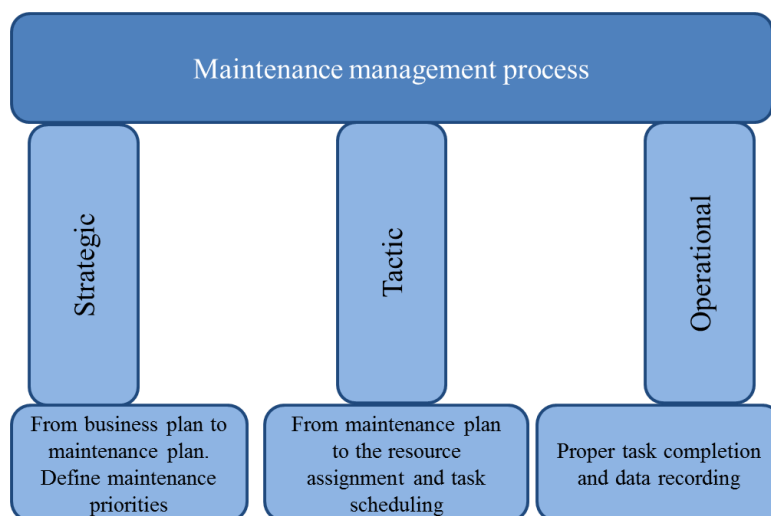 Maintenance management process
Strategic
Tactic
Operational
From business plan to
maintenance plan.
Define maintenance
priorities
From maintenance plan
to the resource
assignment and task
scheduling
Proper task completion
and data recording